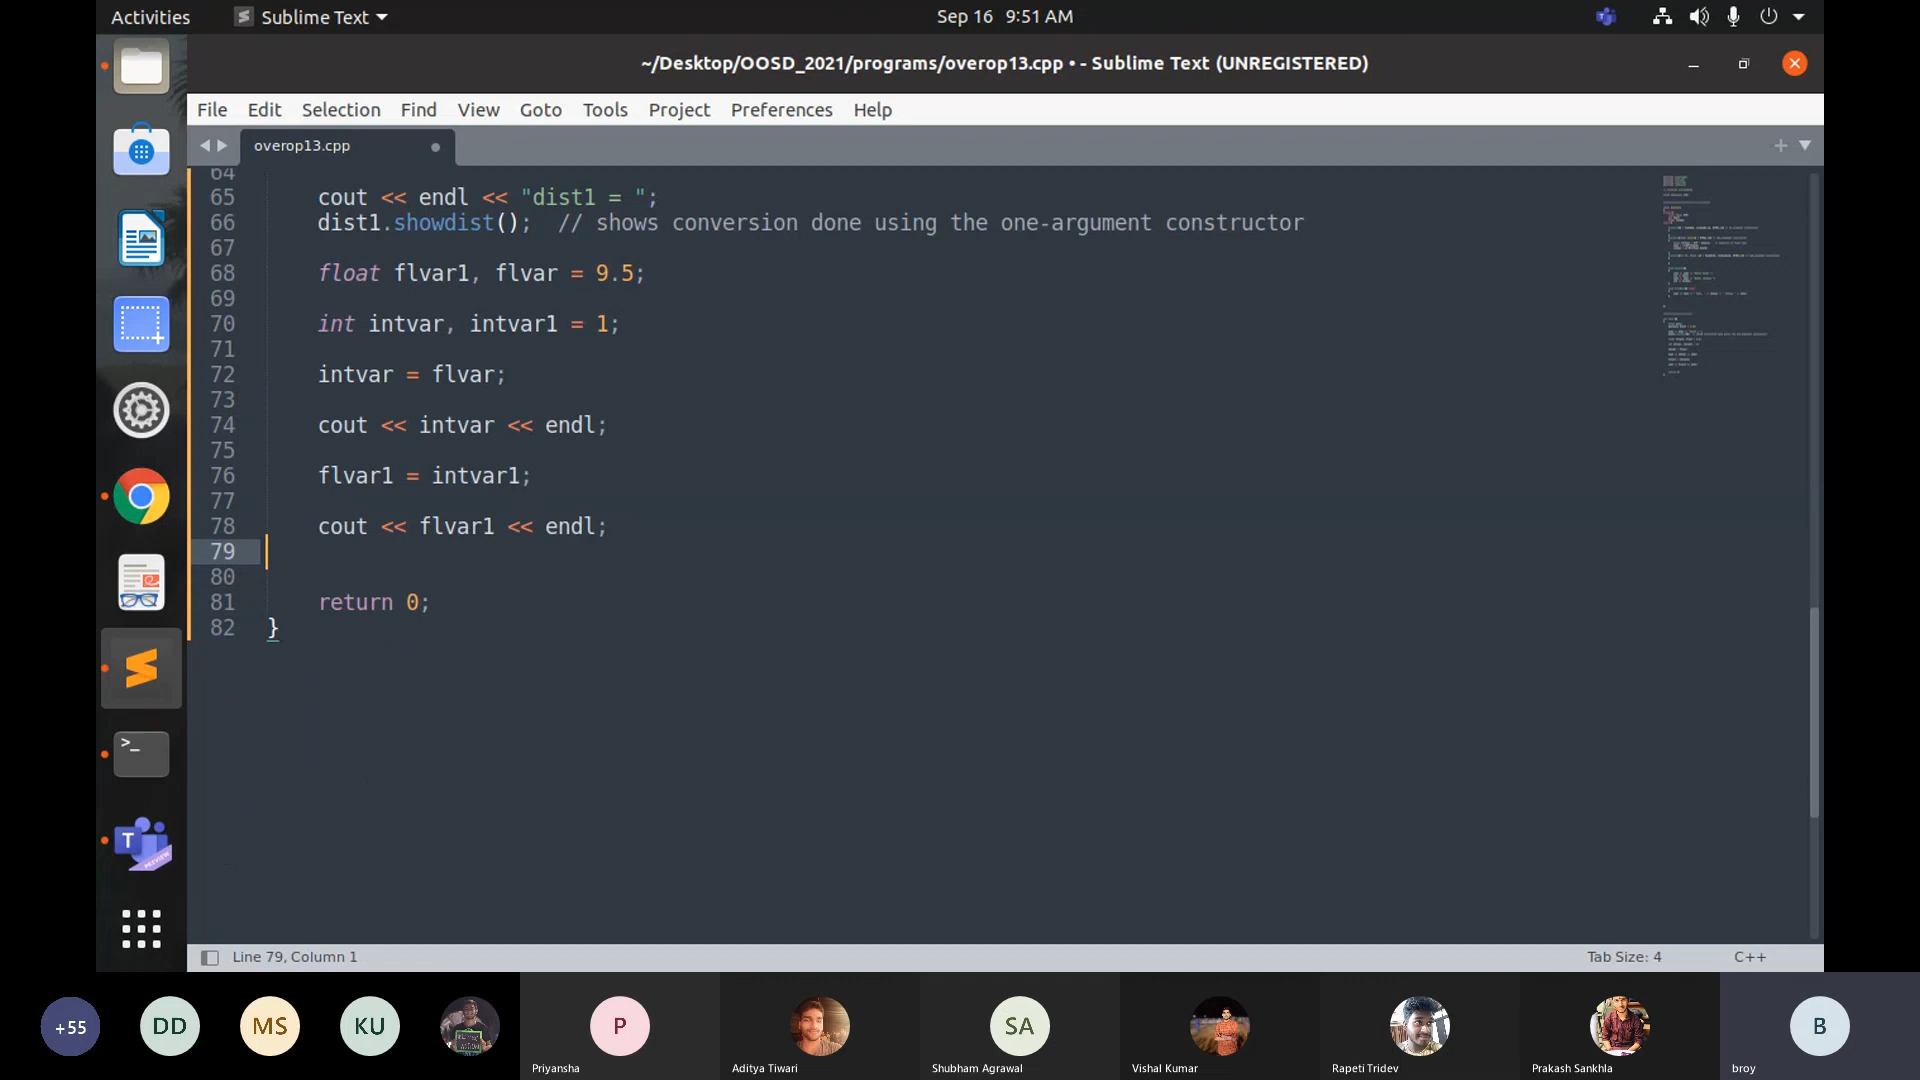 Activities
Sublime Text
Sep 16 9:51 AM
~/Desktop/OOSD_2021/programs/overop13.cpp • - Sublime Text (UNREGISTERED)
File Edit Selection Find View Goto Tools Project Preferences Help
overop13.cpp
64
65 cout << endl << "dist1 = ";
66 dist1.showdist(); // shows conversion done using the one-argument constructor
67
68 float flvar1, flvar = 9.5;
69
70 int intvar, intvar1 = 1;
71
72 intvar = flvar;
73
74 cout << intvar << endl;
75
76 flvar1 = intvar1;
77
78 cout << flvar1 << endl;
79
80
81 return 0;
82 }
Line 79, Column 1
Tab Size: 4
C++
+55
DD
MS
KU
P
SA
B
Priyansha
Aditya Tiwari
Shubham Agrawal
Vishal Kumar
Rapeti Tridev
Prakash Sankhla
broy